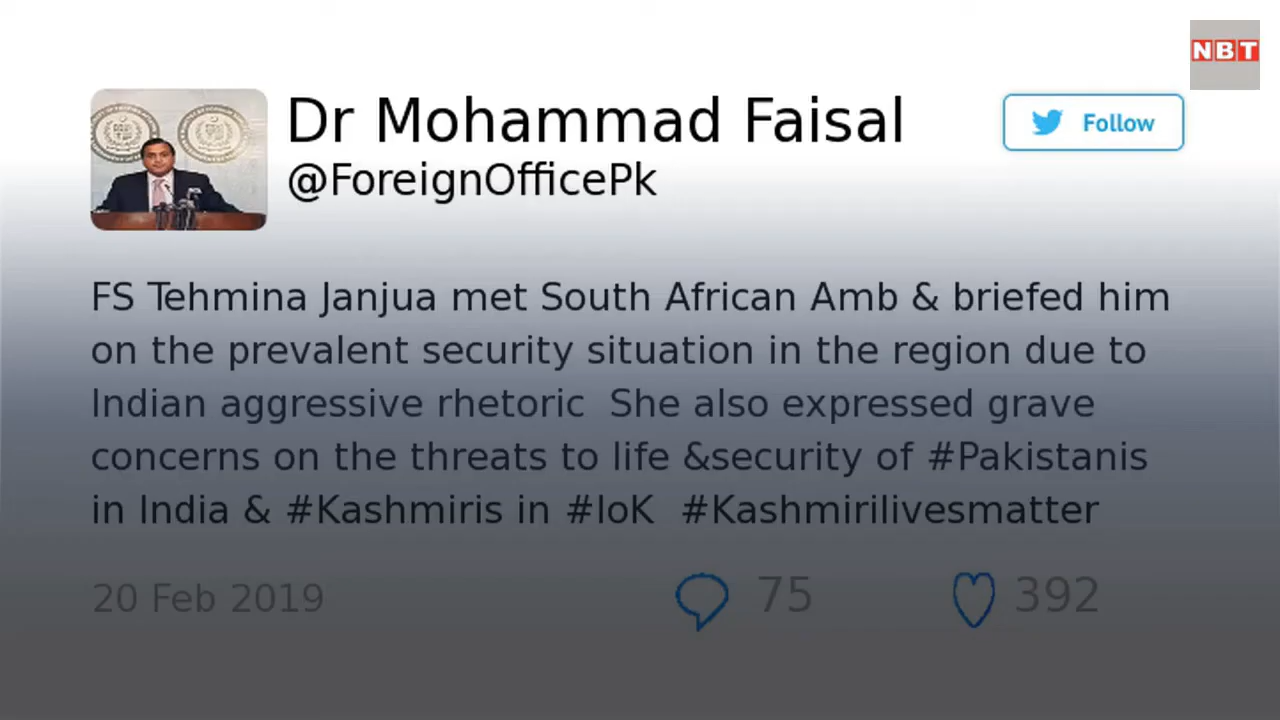 NBT
Dr Mohammad Faisal
Follow
@ForeignOfficePk
FS Tehmina Janjua met South African Amb & briefed him
on the prevalent security situation in the region due to
Indian aggressive rhetoric  She also expressed grave
concerns on the threats to life &security of #Pakistanis
in India & #Kashmiris in #IoK  #Kashmirilivesmatter
20 Feb 2019
75
392